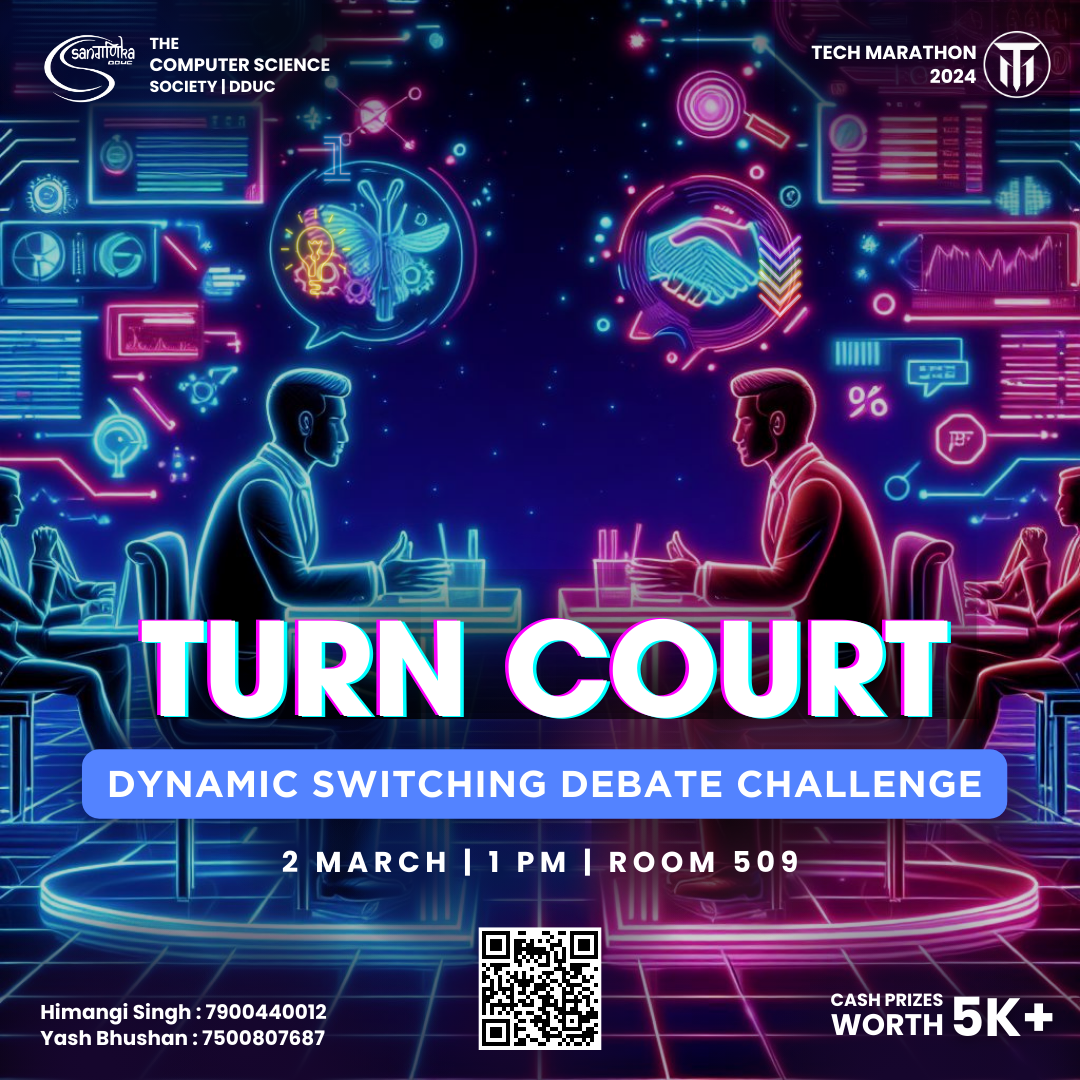 sanganika
DDUC
THE
COMPUTER SCIENCE
SOCIETY | DDUC
TECH MARATHON
2024
%
TURN COURT
DYNAMIC SWITCHING DEBATE CHALLENGE
2 MARCH | 1 PM | ROOM 509
Himangi Singh : 7900440012
Yash Bhushan : 7500807687
CASH PRIZES
WORTH 5K+